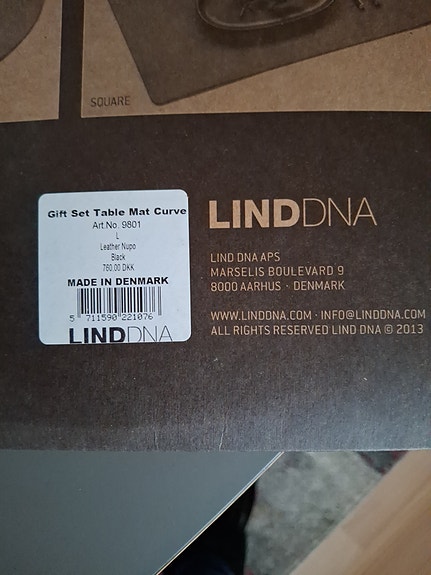 SQUARE
Gift Set Table Mat Curve
Art.No. 9801
L
Leather Nupo
Black
760,00 DKK
MADE IN DENMARK
5 711590 221076
LINDDNA
LINDDNA
LIND DNA APS
MARSELIS BOULEVARD 9
8000 AARHUS · DENMARK
WWW.LINDDNA.COM · INFO@LINDDNA.COM
ALL RIGHTS RESERVED LIND DNA © 2013